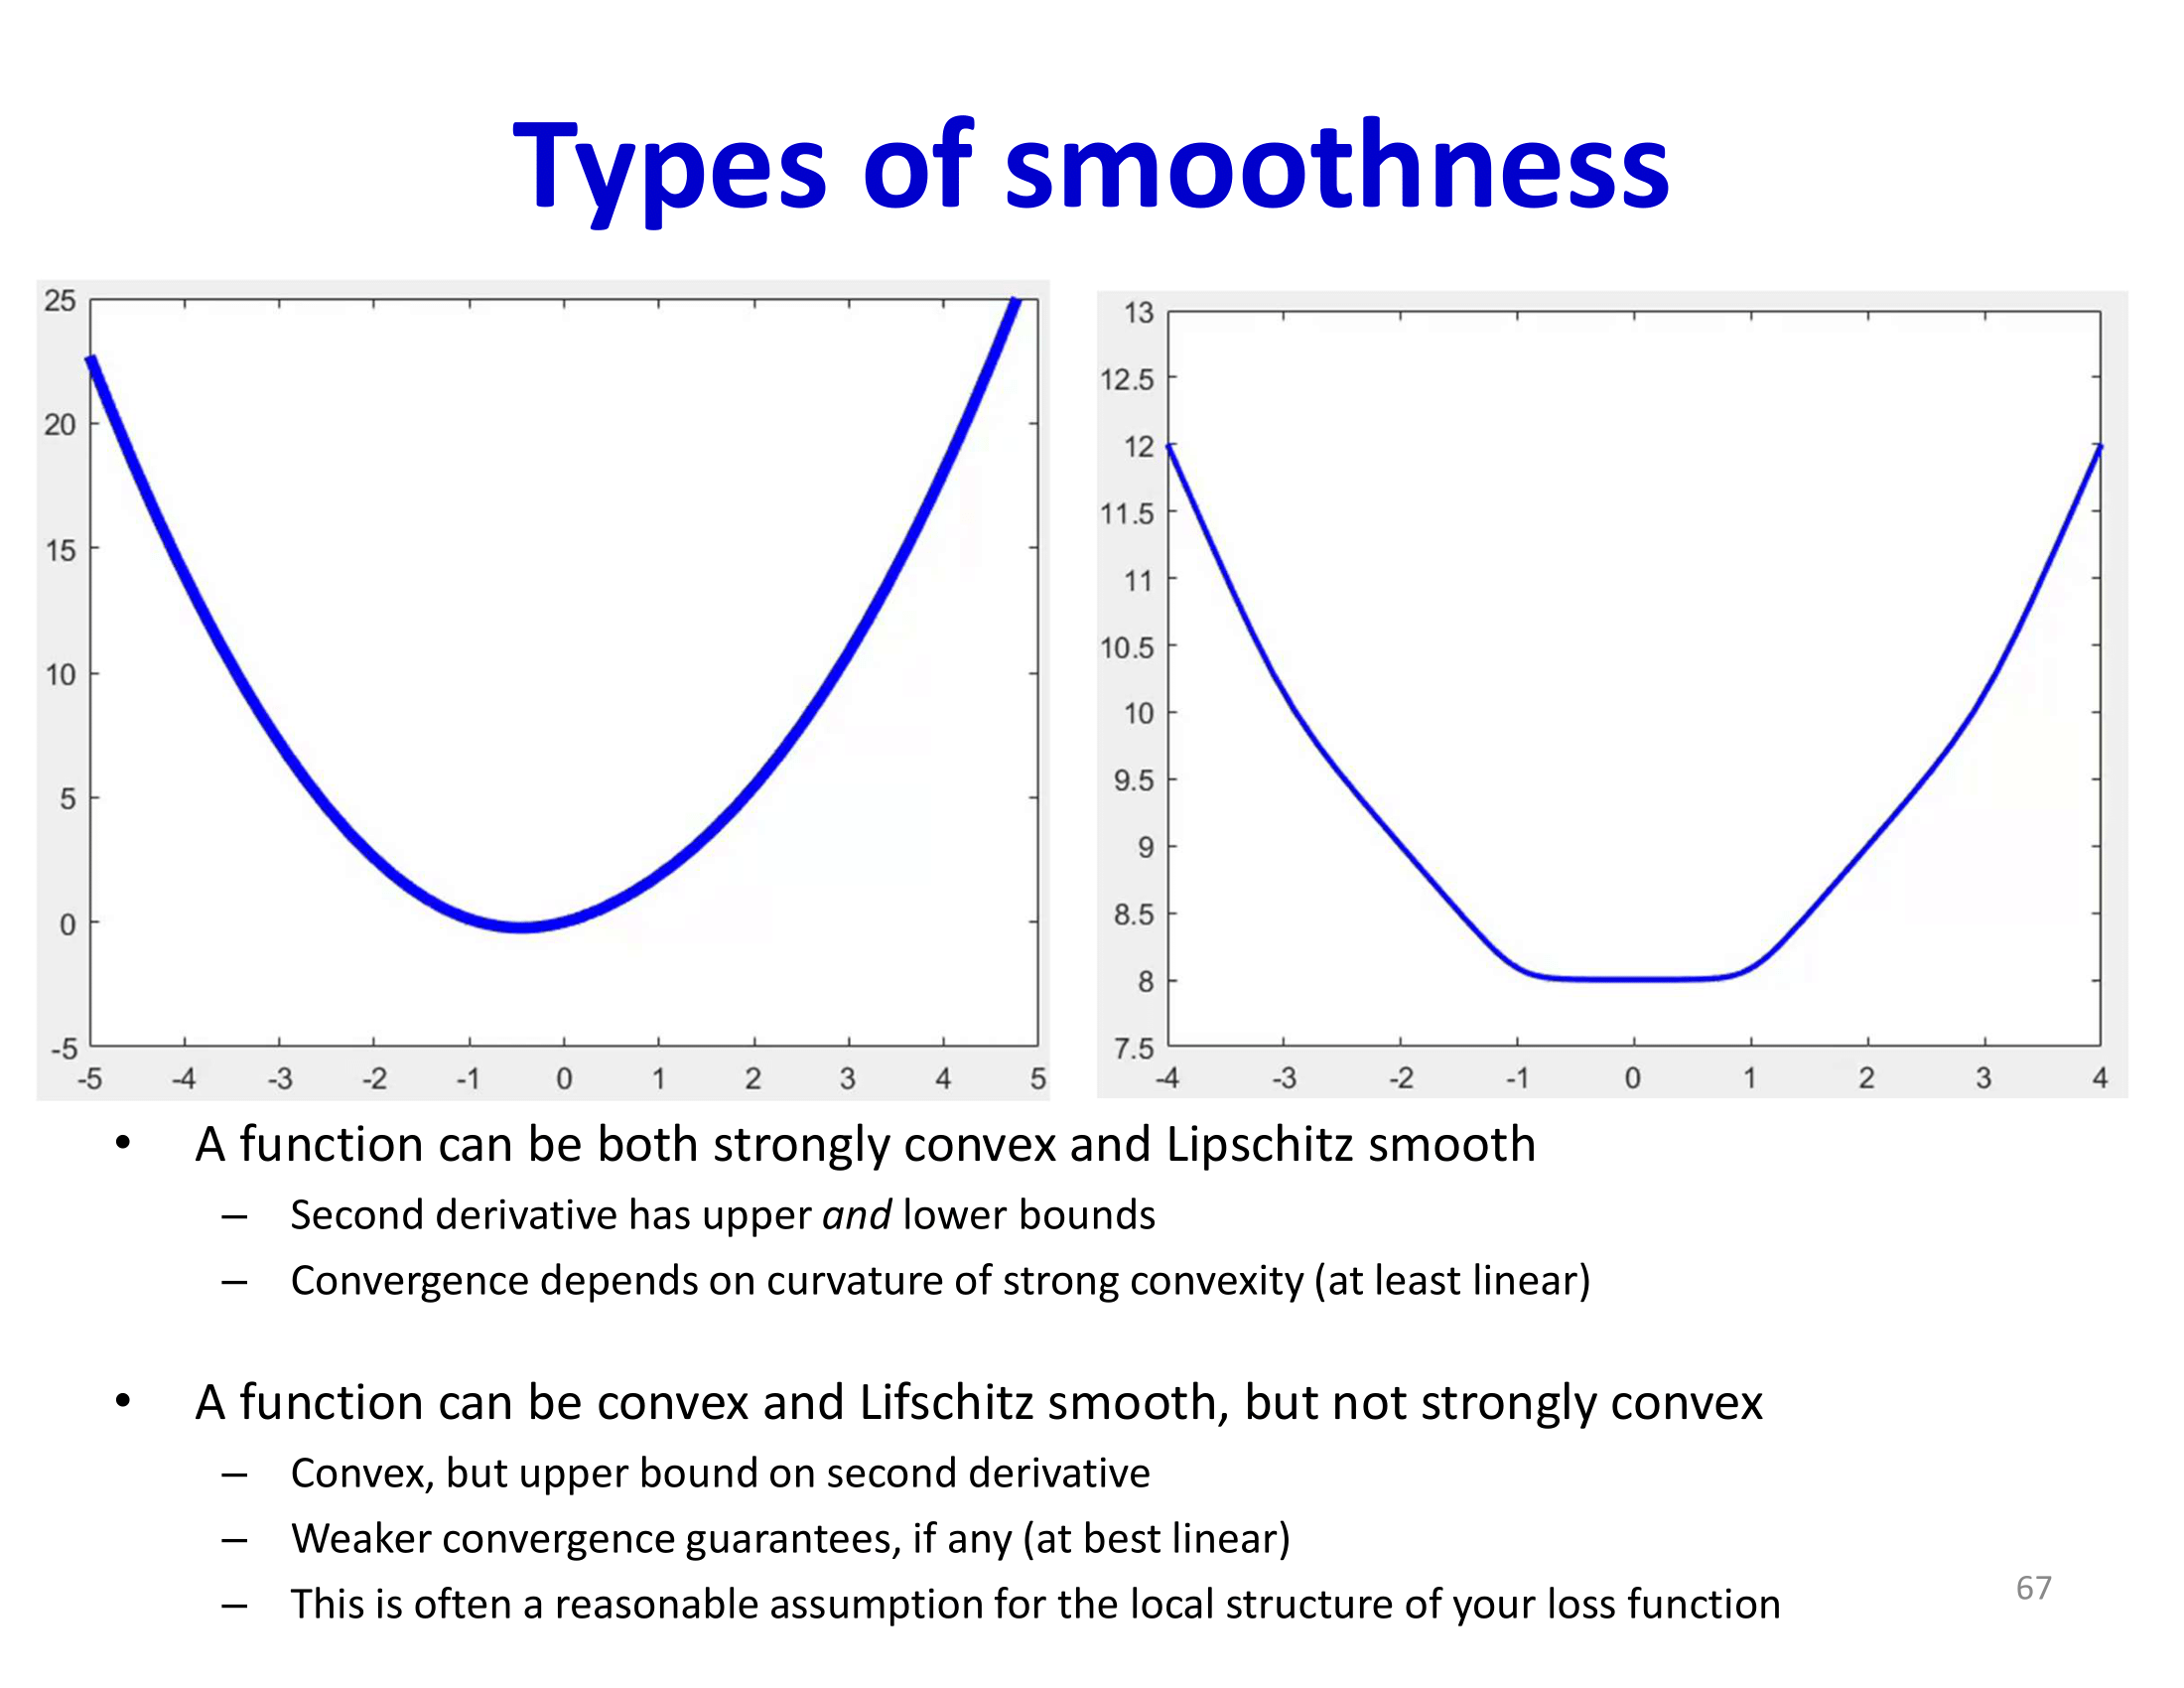 Types of smoothness
25
20
15
10
5
0
-5
-5 -4 -3 -2 -1 0 1 2 3 4 5
13
12.5
12
11.5
11
10.5
10
9.5
9
8.5
8
7.5
-4 -3 -2 -1 0 1 2 3 4
• A function can be both strongly convex and Lipschitz smooth
– Second derivative has upper and lower bounds
– Convergence depends on curvature of strong convexity (at least linear)
• A function can be convex and Lifschitz smooth, but not strongly convex
– Convex, but upper bound on second derivative
– Weaker convergence guarantees, if any (at best linear)
– This is often a reasonable assumption for the local structure of your loss function
67